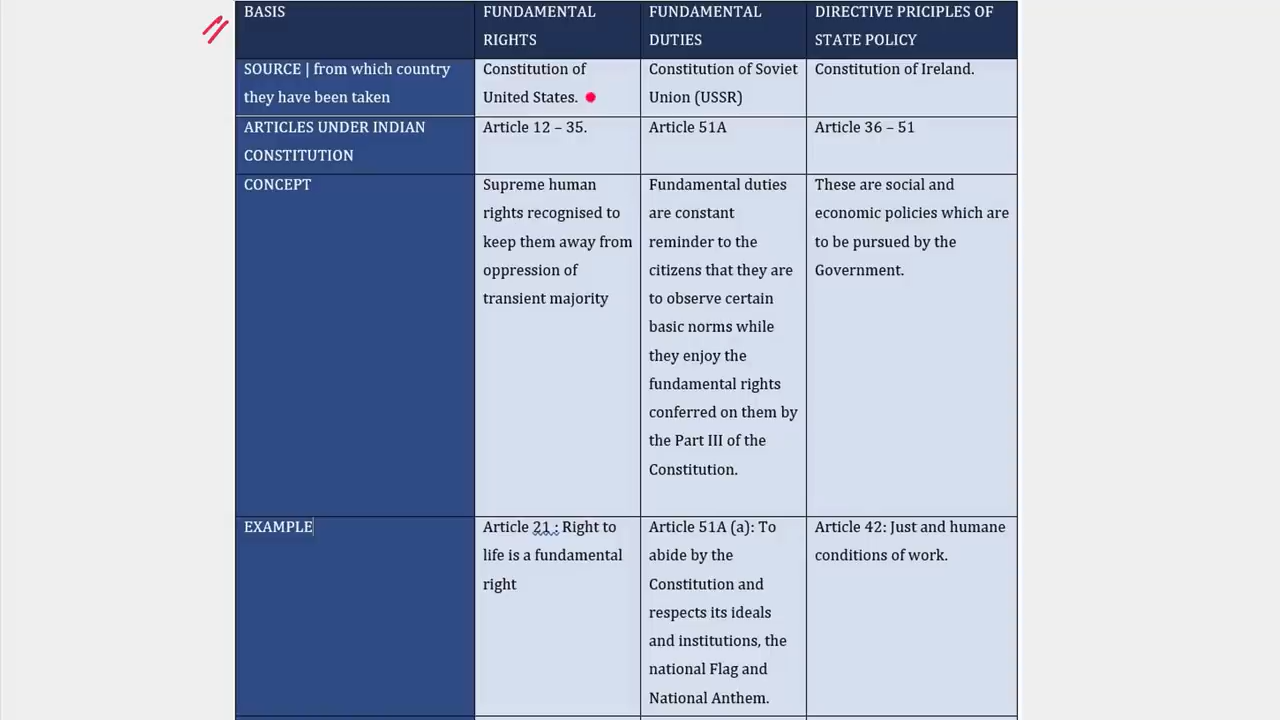 BASIS
FUNDAMENTAL
RIGHTS
FUNDAMENTAL
DUTIES
DIRECTIVE PRICIPLES OF
STATE POLICY
SOURCE | from which country
they have been taken
Constitution of
United States.
Constitution of Soviet
Union (USSR)
Constitution of Ireland.
ARTICLES UNDER INDIAN
CONSTITUTION
Article 12 – 35.
Article 51A
Article 36 – 51
CONCEPT
Supreme human
rights recognised to
keep them away from
oppression of
transient majority
Fundamental duties
are constant
reminder to the
citizens that they are
to observe certain
basic norms while
they enjoy the
fundamental rights
conferred on them by
the Part III of the
Constitution.
These are social and
economic policies which are
to be pursued by the
Government.
EXAMPLE
Article 21 : Right to
life is a fundamental
right
Article 51A (a): To
abide by the
Constitution and
respects its ideals
and institutions, the
national Flag and
National Anthem.
Article 42: Just and humane
conditions of work.